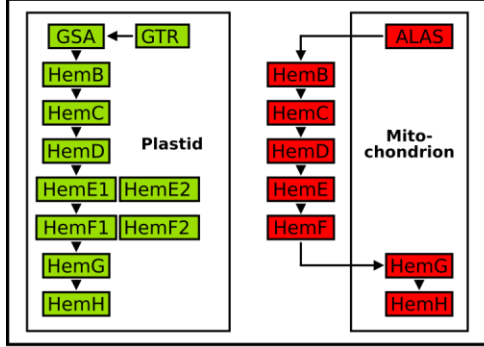 GSA GTR
HemB
HemC
HemD
HemE1 HemE2
HemF1 HemF2
HemG
HemH
Plastid
ALAS
HemB
HemC
HemD
HemE
HemF
HemG
HemH
Mito-
chondrion